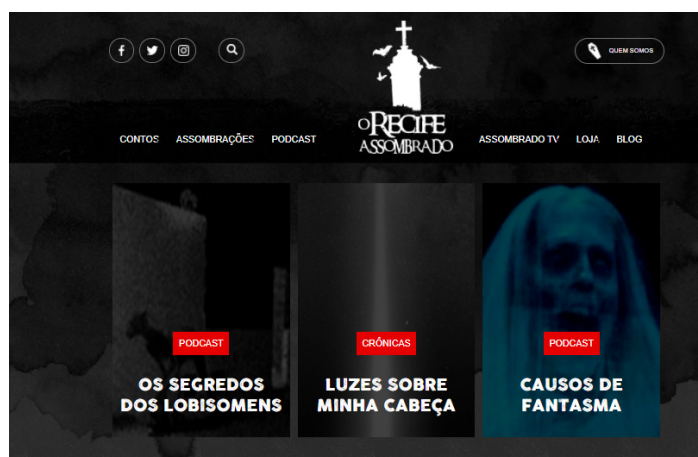 QUEM SOMOS
O RECIFE
ASSOMBRADO
CONTOS ASSOMBRAÇÕES PODCAST
ASSOMBRADO TV LOJA BLOG
PODCAST
OS SEGREDOS
DOS LOBISOMENS
CRÔNICAS
LUZES SOBRE
MINHA CABEÇA
PODCAST
CAUSOS DE
FANTASMA